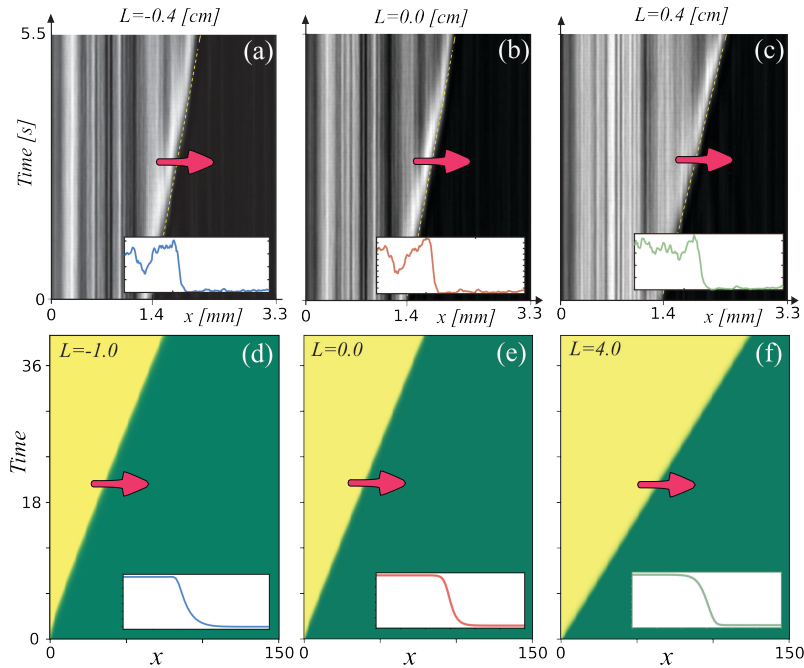 L=-0.4 [cm] L=0.0 [cm] L=0.4 [cm]
5.5 (a) (b) (c)
Time [s]
0 0 0
1.4 x [mm] 3.3 1.4 x [mm] 3.3 1.4 x [mm] 3.3
L=-1.0 (d) L=0.0 (e) L=4.0 (f)
36
Time
18
0
0 x 150 0 x 150 0 x 150